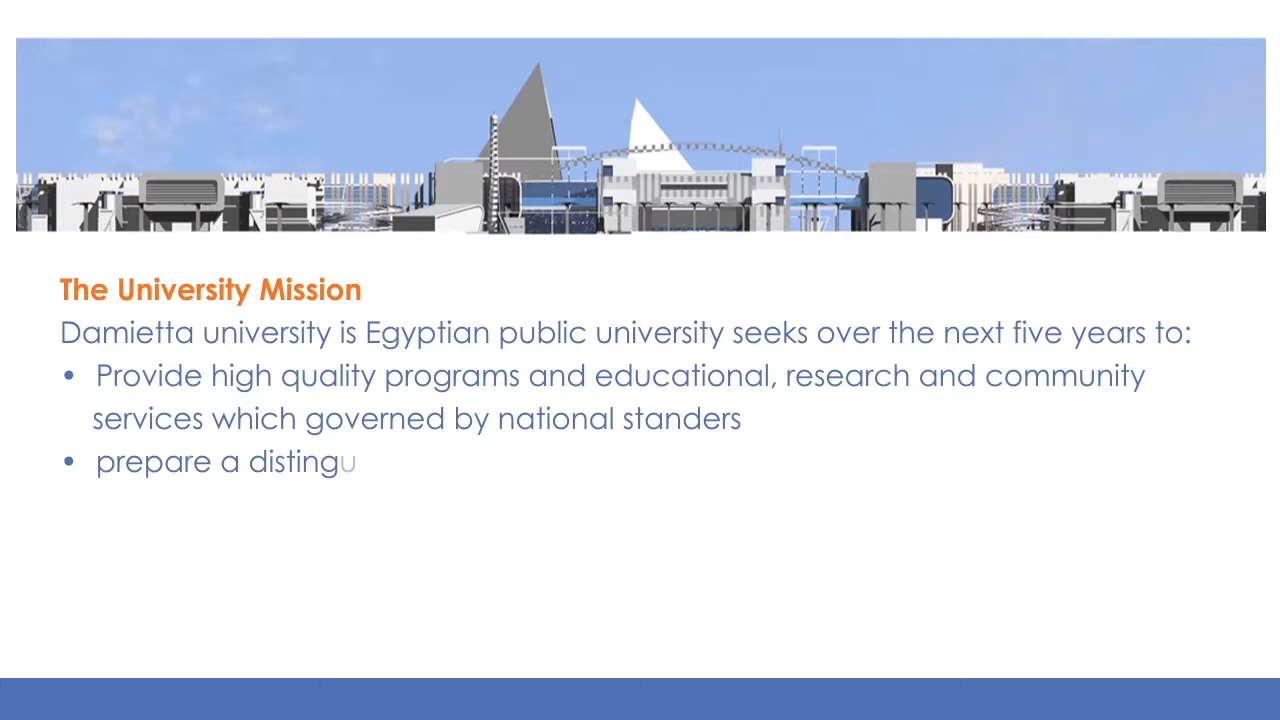 The University Mission
Damietta university is Egyptian public university seeks over the next five years to:
• Provide high quality programs and educational, research and community
services which governed by national standers
• prepare a distingu